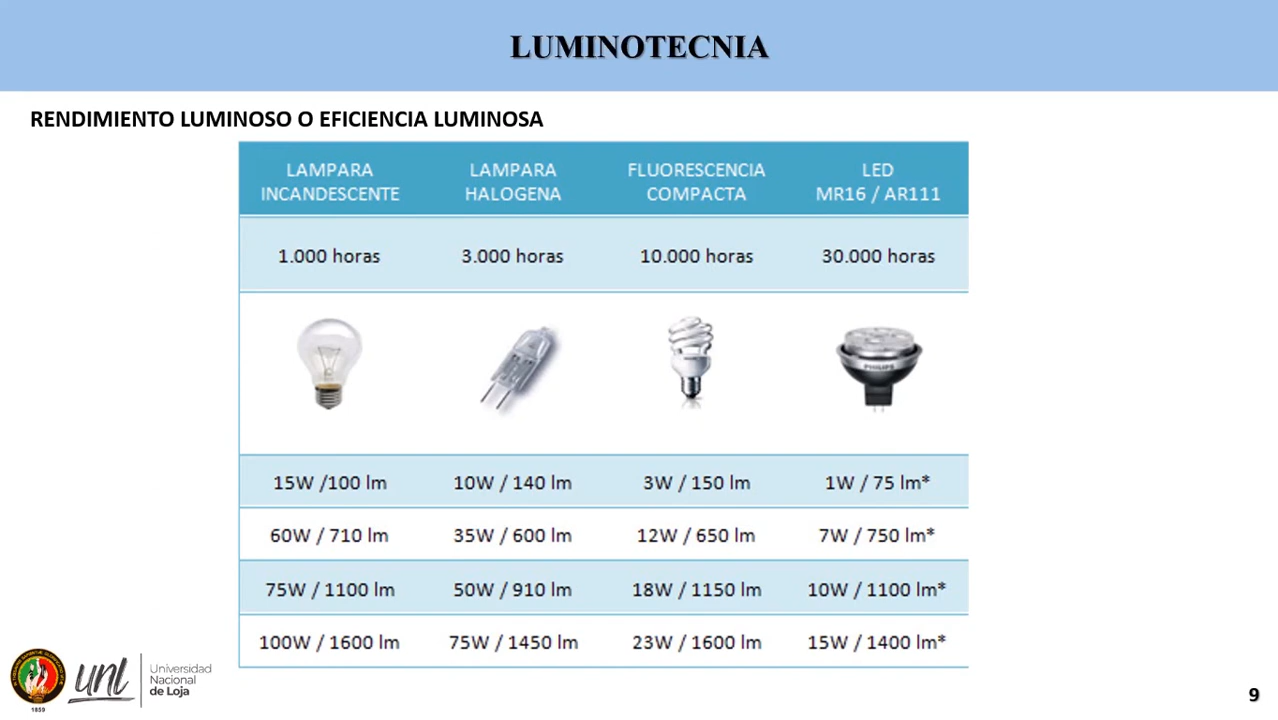 LUMINOTECNIA
RENDIMIENTO LUMINOSO O EFICIENCIA LUMINOSA
LAMPARA INCANDESCENTE
LAMPARA HALOGENA
FLUORESCENCIA COMPACTA
LED MR16 / AR111
1.000 horas
3.000 horas
10.000 horas
30.000 horas
PHILIPS
15W /100 lm
10W / 140 lm
3W / 150 lm
1W / 75 lm*
60W / 710 lm
35W / 600 lm
12W / 650 lm
7W / 750 lm*
75W / 1100 lm
50W / 910 lm
18W / 1150 lm
10W / 1100 lm*
100W / 1600 lm
75W / 1450 lm
23W / 1600 lm
15W / 1400 lm*
1859
unl
Universidad
Nacional
de Loja
9